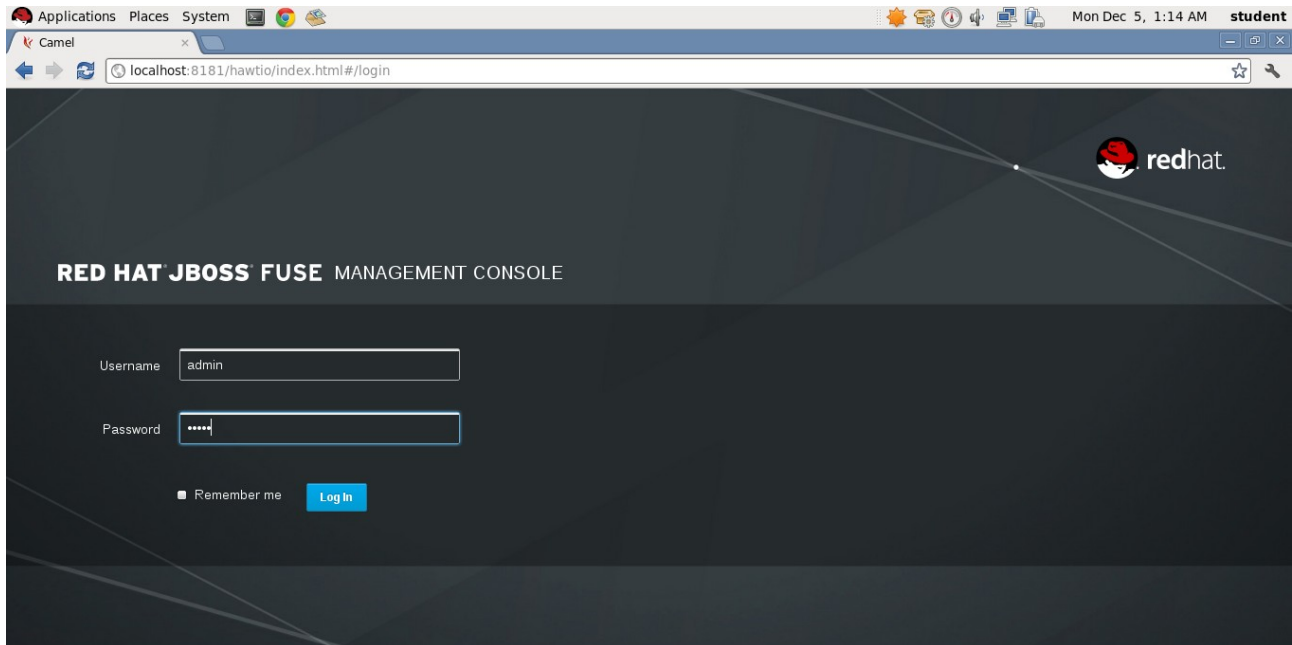 Applications Places System
Mon Dec 5, 1:14 AM student
Camel
localhost:8181/hawtio/index.html#/login
redhat.
RED HAT JBOSS FUSE MANAGEMENT CONSOLE
Username admin
Password •••••
Remember me Log In